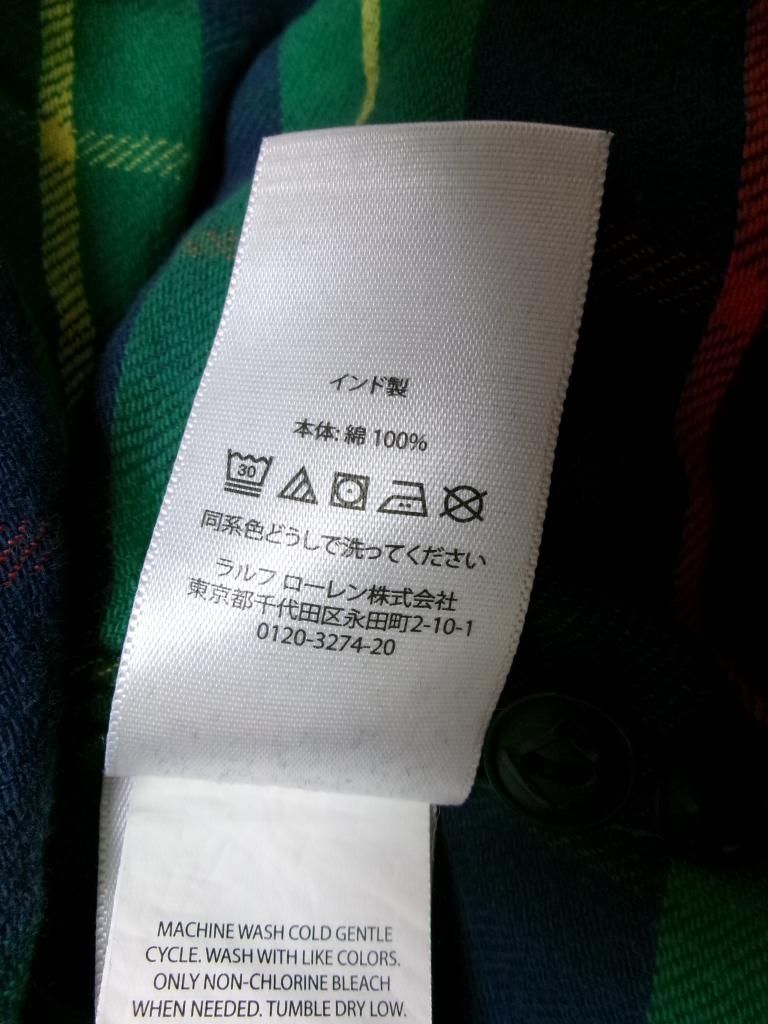 インド製
本体: 綿 100%
30
同系色どうしで洗ってください
ラルフ ローレン株式会社
東京都千代田区永田町2-10-1
0120-3274-20
MACHINE WASH COLD GENTLE
CYCLE. WASH WITH LIKE COLORS.
ONLY NON-CHLORINE BLEACH
WHEN NEEDED. TUMBLE DRY LOW.